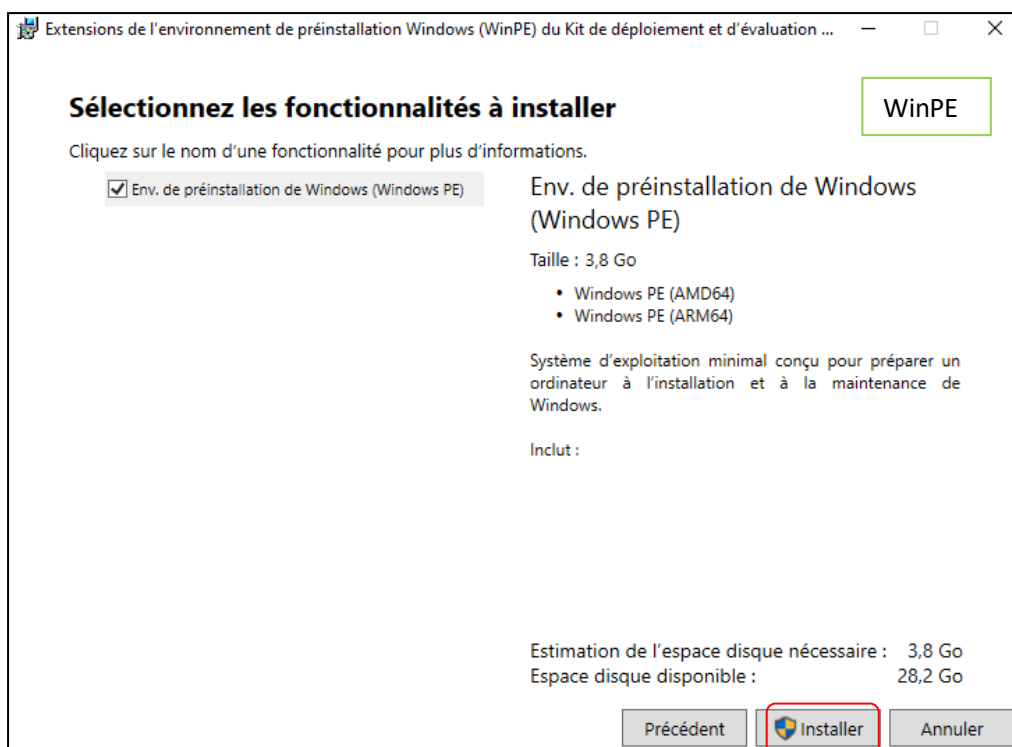 Extensions de l'environnement de préinstallation Windows (WinPE) du Kit de déploiement et d'évaluation ...
Sélectionnez les fonctionnalités à installer
WinPE
Cliquez sur le nom d'une fonctionnalité pour plus d'informations.
Env. de préinstallation de Windows (Windows PE)
Env. de préinstallation de Windows
(Windows PE)
Taille : 3,8 Go
• Windows PE (AMD64)
• Windows PE (ARM64)
Système d'exploitation minimal conçu pour préparer un
ordinateur à l'installation et à la maintenance de
Windows.
Inclut :
Estimation de l'espace disque nécessaire : 3,8 Go
Espace disque disponible : 28,2 Go
Précédent
Installer
Annuler